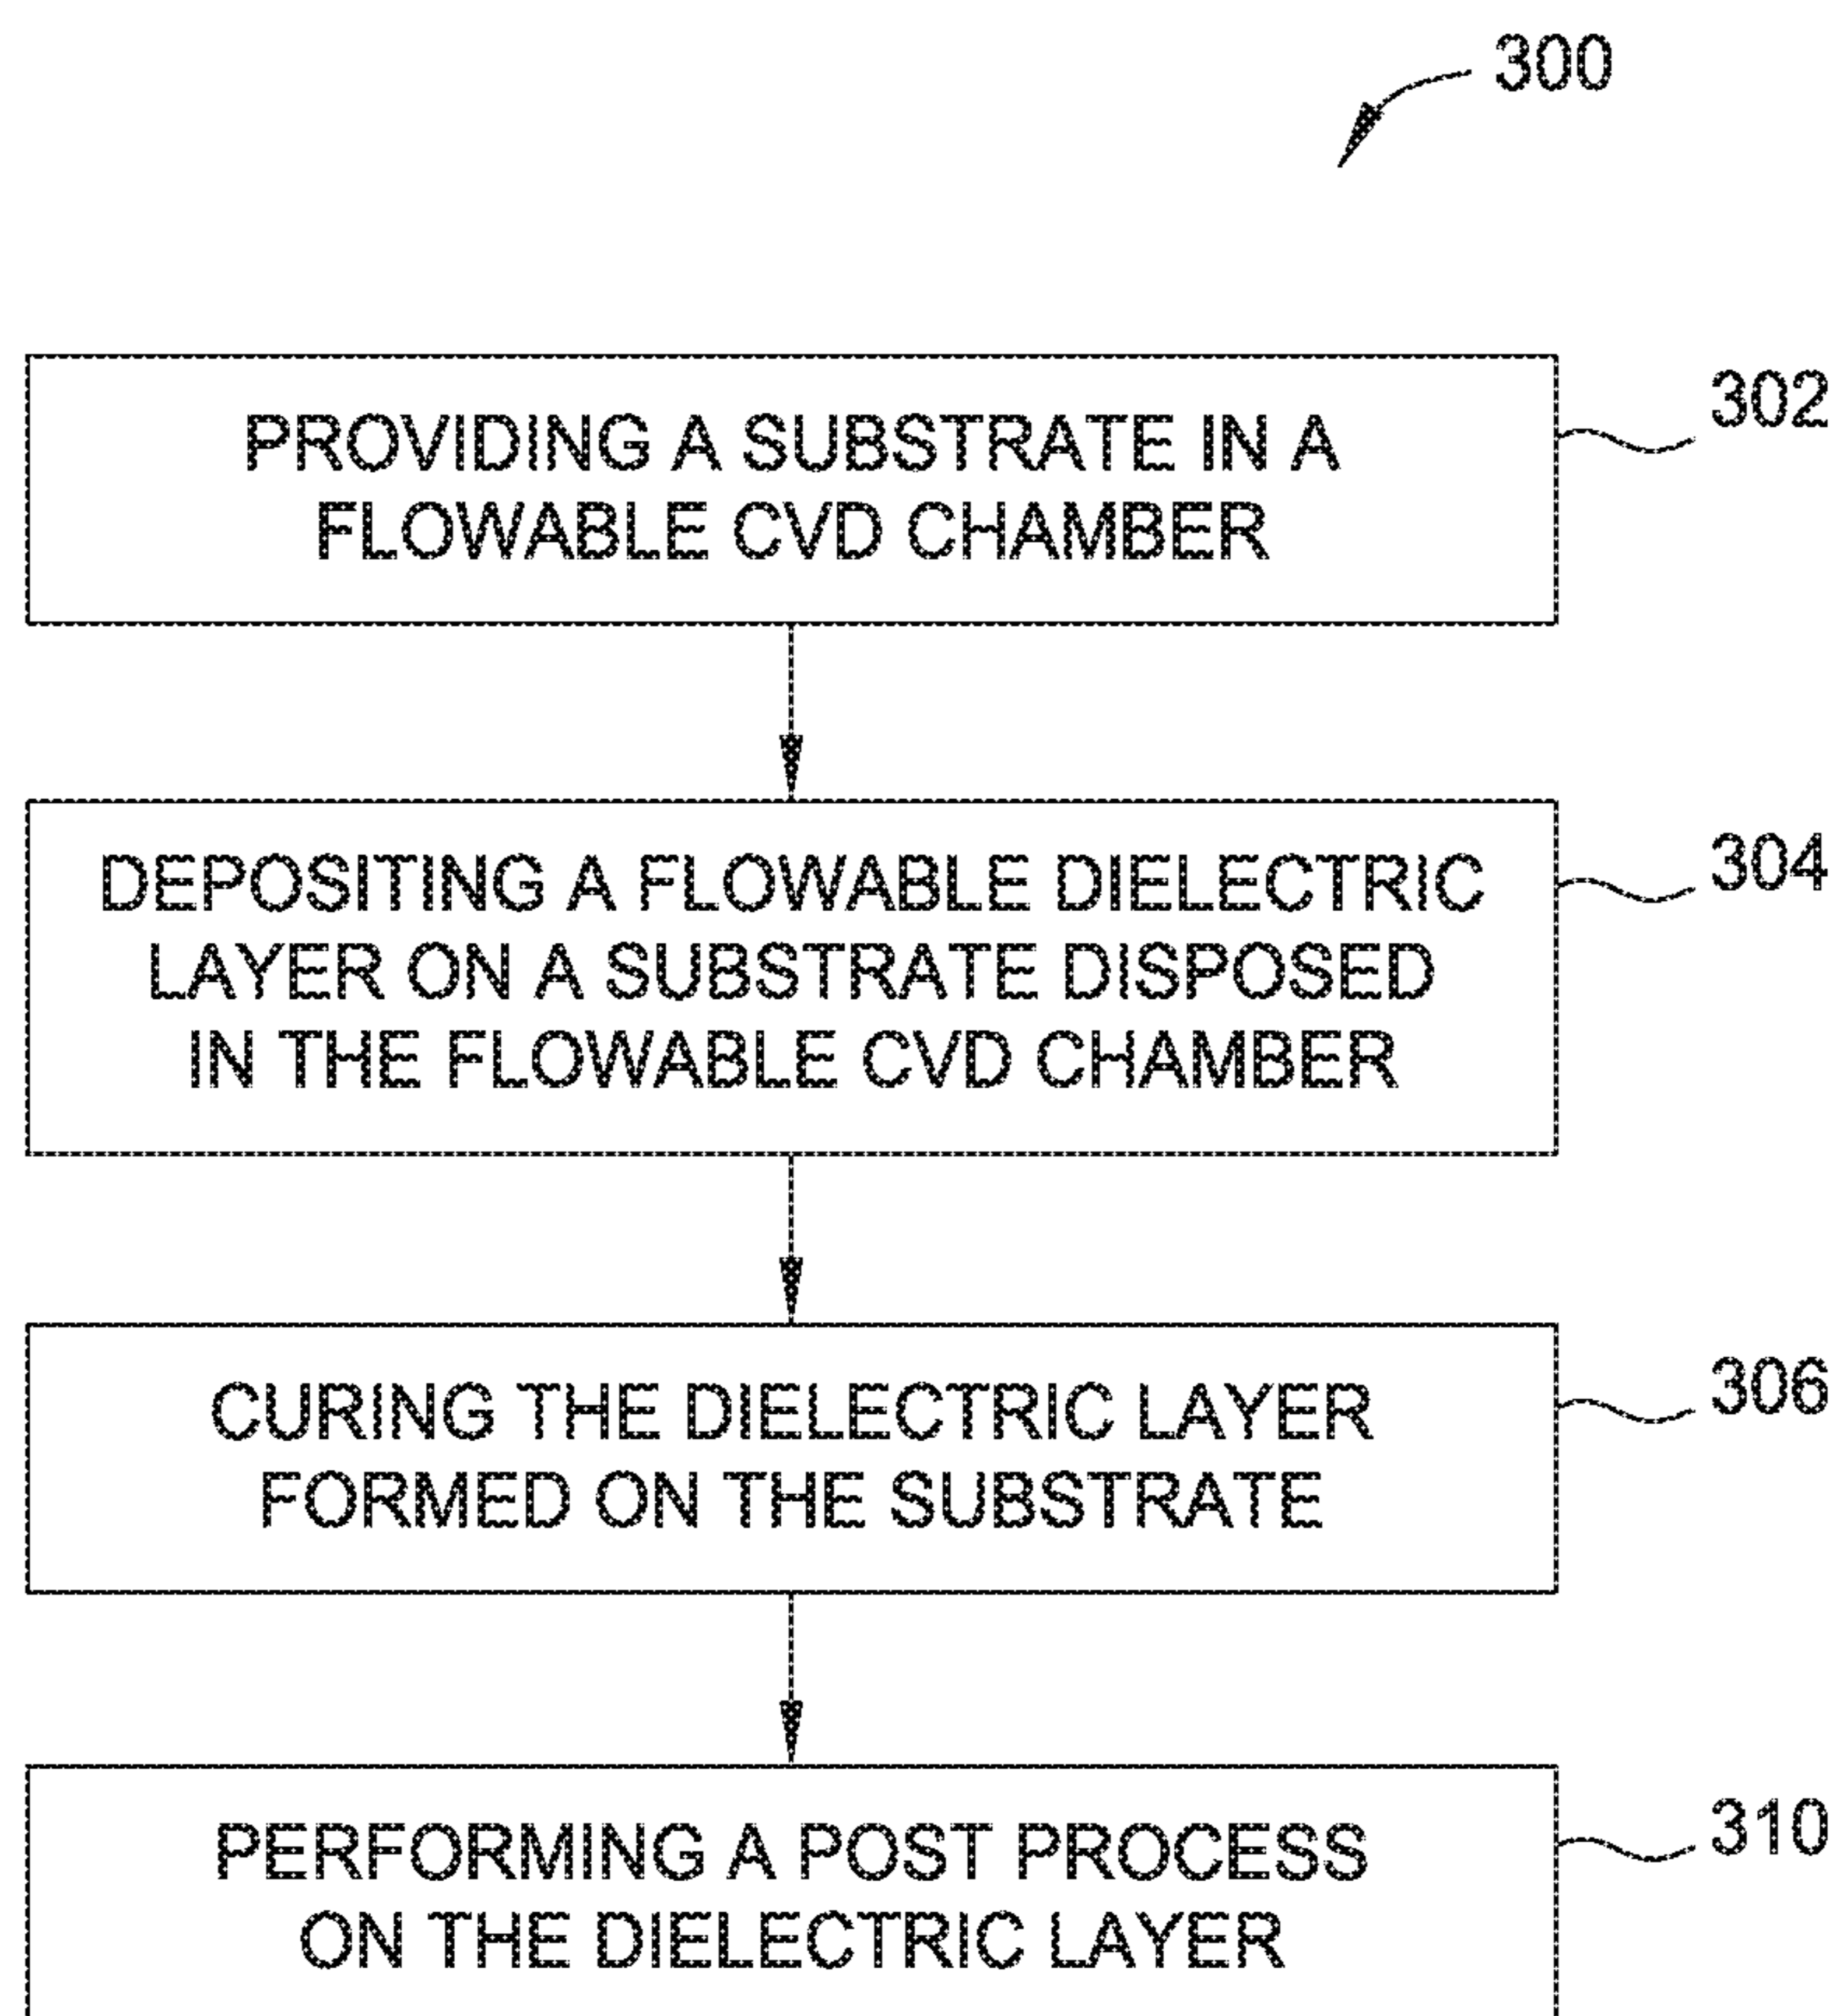 300
PROVIDING A SUBSTRATE IN A
FLOWABLE CVD CHAMBER
302
DEPOSITING A FLOWABLE DIELECTRIC
LAYER ON A SUBSTRATE DISPOSED
IN THE FLOWABLE CVD CHAMBER
304
CURING THE DIELECTRIC LAYER
FORMED ON THE SUBSTRATE
306
PERFORMING A POST PROCESS
ON THE DIELECTRIC LAYER
310